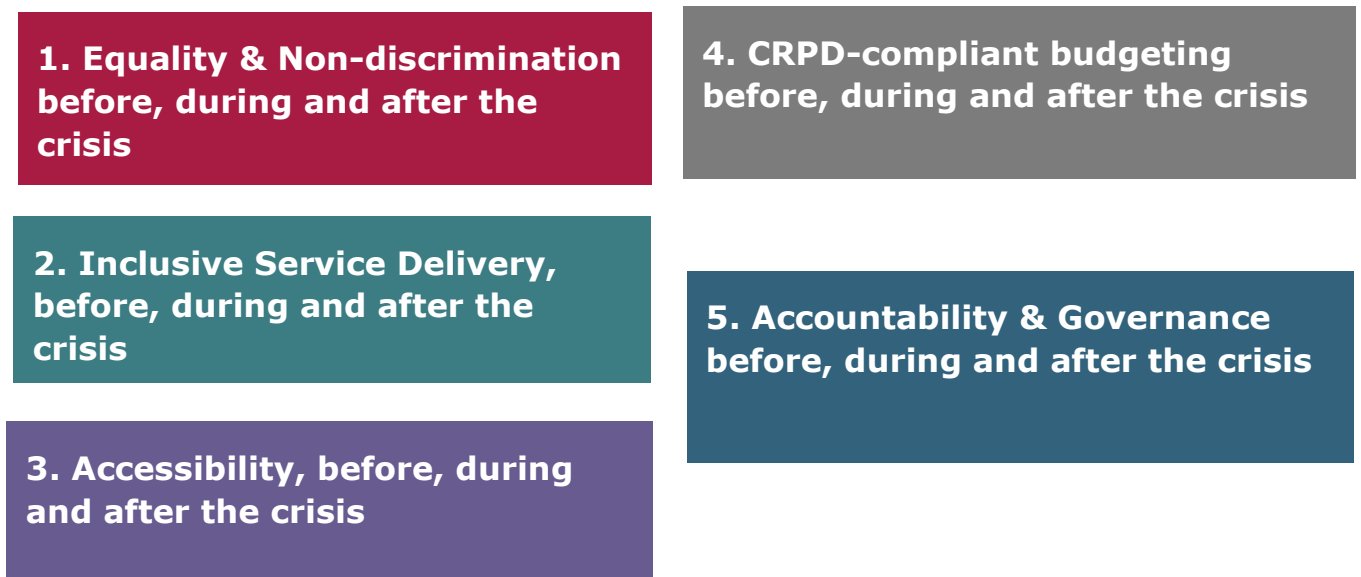 1. Equality & Non-discrimination
before, during and after the
crisis
2. Inclusive Service Delivery,
before, during and after the
crisis
3. Accessibility, before, during
and after the crisis
4. CRPD-compliant budgeting
before, during and after the crisis
5. Accountability & Governance
before, during and after the crisis